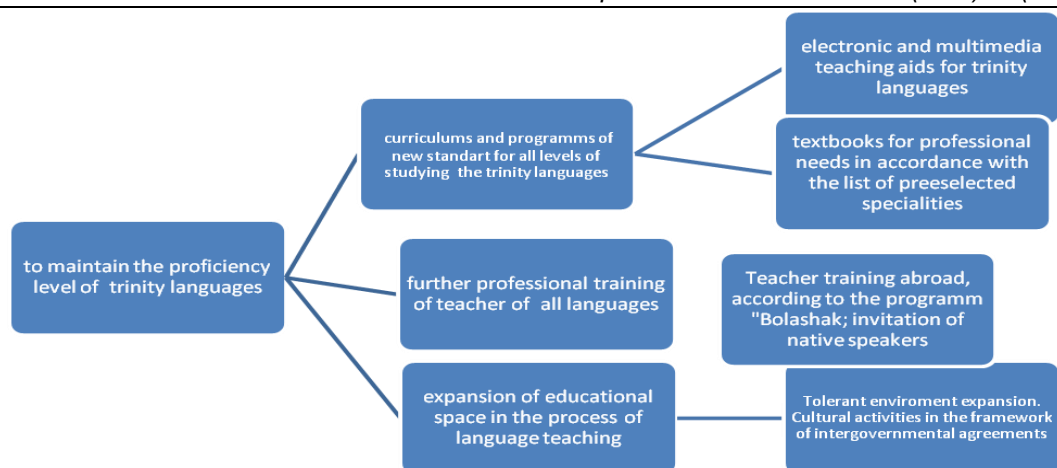 electronic and multimedia
teaching aids for trinity
languages
curriculums and programms of
new standart for all levels of
studying the trinity languages
textbooks for professional
needs in accordance with
the list of preeselected
specialities
to maintain the proficiency
level of trinity languages
further professional training
of teacher of all languages
Teacher training abroad,
according to the programm
"Bolashak; invitation of
native speakers
expansion of educational
space in the process of
language teaching
Tolerant enviroment expansion.
Cultural activities in the framework
of intergovernmental agreements